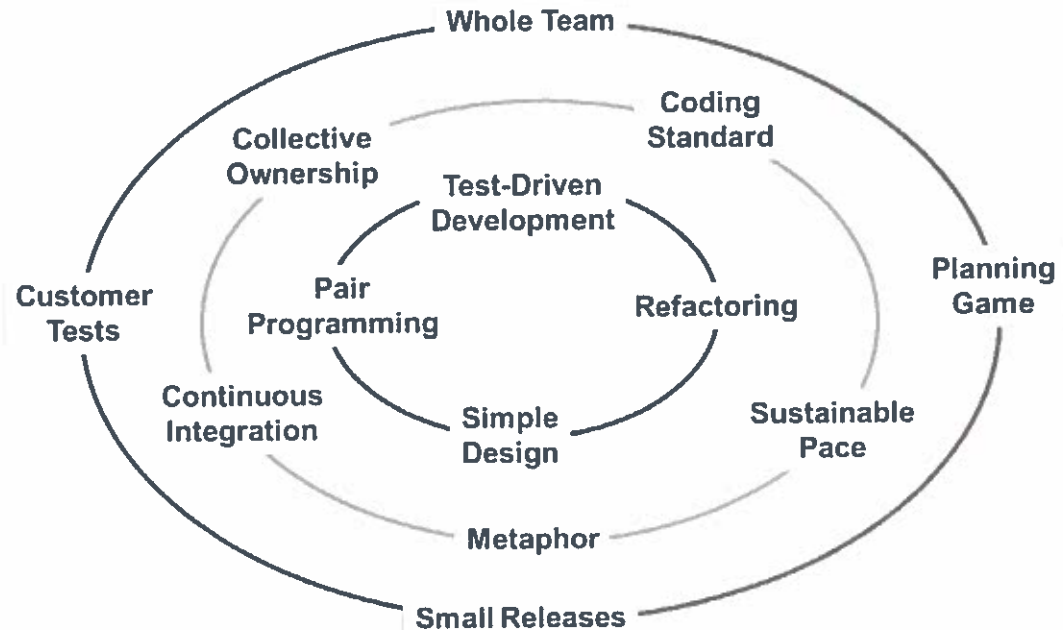 Whole Team
Coding
Standard
Collective
Ownership
Test-Driven
Development
Planning
Game
Customer
Tests
Pair
Programming
Refactoring
Continuous
Integration
Simple
Design
Sustainable
Pace
Metaphor
Small Releases